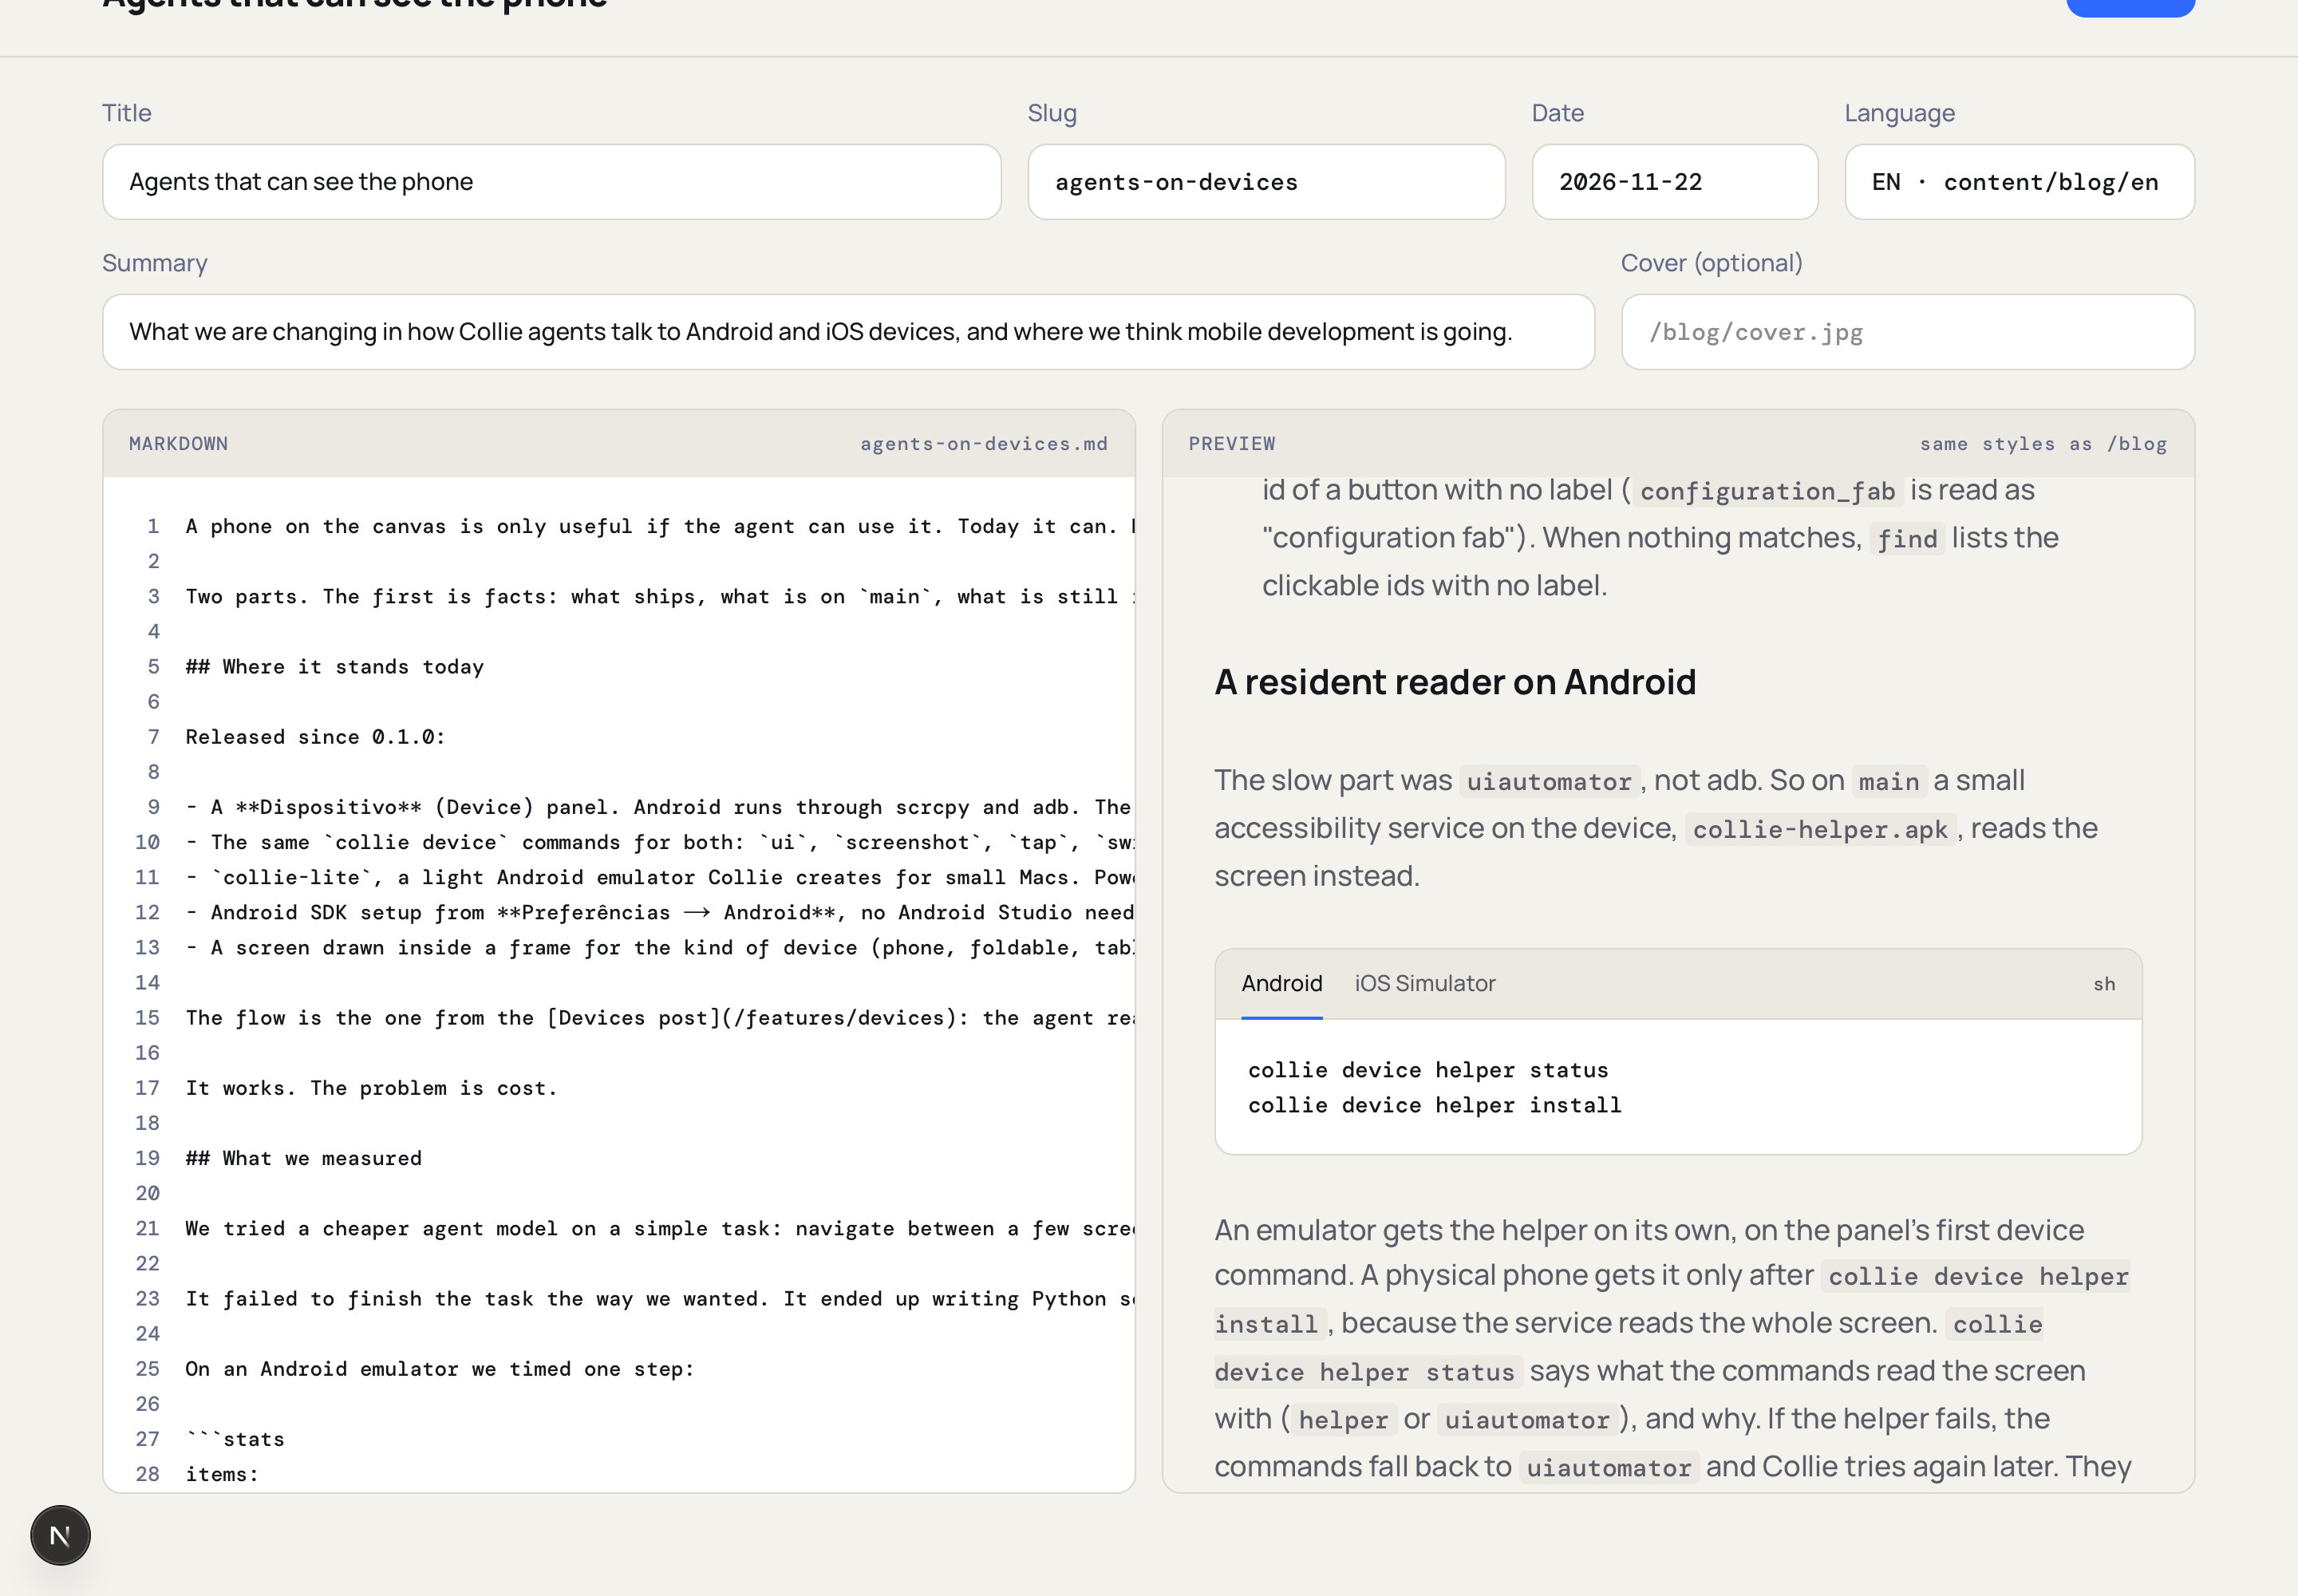 Agents that can see the phone
Title
Slug
Date
Language
Agents that can see the phone
agents-on-devices
2026-11-22
EN · content/blog/en
Summary
Cover (optional)
What we are changing in how Collie agents talk to Android and iOS devices, and where we think mobile development is going.
/blog/cover.jpg
MARKDOWN
agents-on-devices.md
1 A phone on the canvas is only useful if the agent can use it. Today it can.
2
3 Two parts. The first is facts: what ships, what is on `main`, what is still
4
5 ## Where it stands today
6
7 Released since 0.1.0:
8
9 - A **Dispositivo** (Device) panel. Android runs through scrcpy and adb. The
10 - The same `collie device` commands for both: `ui`, `screenshot`, `tap`,
11 - `collie-lite`, a light Android emulator Collie creates for small Macs.
12 - Android SDK setup from **Preferências → Android**, no Android Studio need
13 - A screen drawn inside a frame for the kind of device (phone, foldable,
14
15 The flow is the one from the [Devices post](/features/devices): the agent
16
17 It works. The problem is cost.
18
19 ## What we measured
20
21 We tried a cheaper agent model on a simple task: navigate between a few
22
23 It failed to finish the task the way we wanted. It ended up writing Python
24
25 On an Android emulator we timed one step:
26
27 ```stats
28 items:
PREVIEW
same styles as /blog
id of a button with no label ( configuration_fab is read as
"configuration fab"). When nothing matches, find lists the
clickable ids with no label.
A resident reader on Android
The slow part was uiautomator, not adb. So on main a small
accessibility service on the device, collie-helper.apk, reads the
screen instead.
Android
iOS Simulator
sh
collie device helper status
collie device helper install
An emulator gets the helper on its own, on the panel’s first device
command. A physical phone gets it only after collie device helper
install, because the service reads the whole screen. collie
device helper status says what the commands read the screen
with (helper or uiautomator), and why. If the helper fails, the
commands fall back to uiautomator and Collie tries again later. They
N